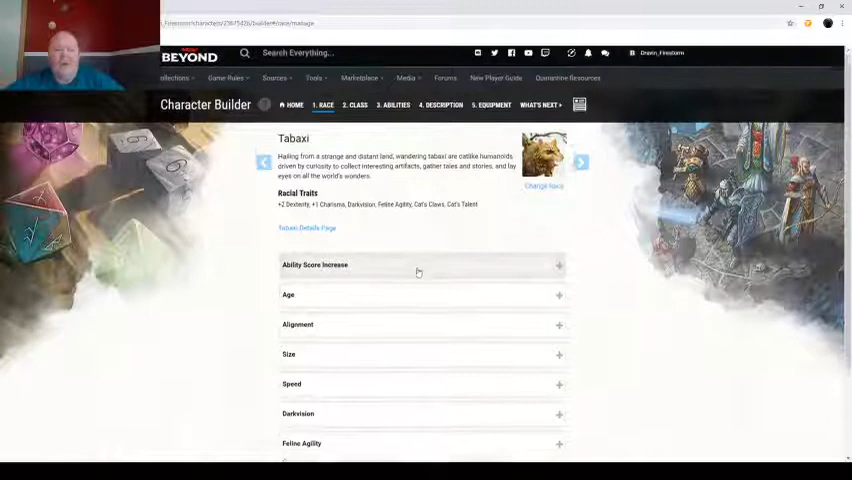 BEYOND
Search Everything...
Dravin_Firestorm
ollections
Game Rules
Sources
Tools
Marketplace
Media
Forums
New Player Guide
Quarantine Resources
Character Builder
HOME
1. RACE
2. CLASS
3. ABILITIES
4. DESCRIPTION
5. EQUIPMENT
WHAT'S NEXT
Tabaxi
Hailing from a strange and distant land, wandering tabaxi are catlike humanoids
driven by curiosity to collect interesting artifacts, gather tales and stories, and lay
eyes on all the world's wonders.
Change Race
Racial Traits
+2 Dexterity, +1 Charisma, Darkvision, Feline Agility, Cat's Claws, Cat's Talent
Tabaxi Details Page
Ability Score Increase
Age
Alignment
Size
Speed
Darkvision
Feline Agility